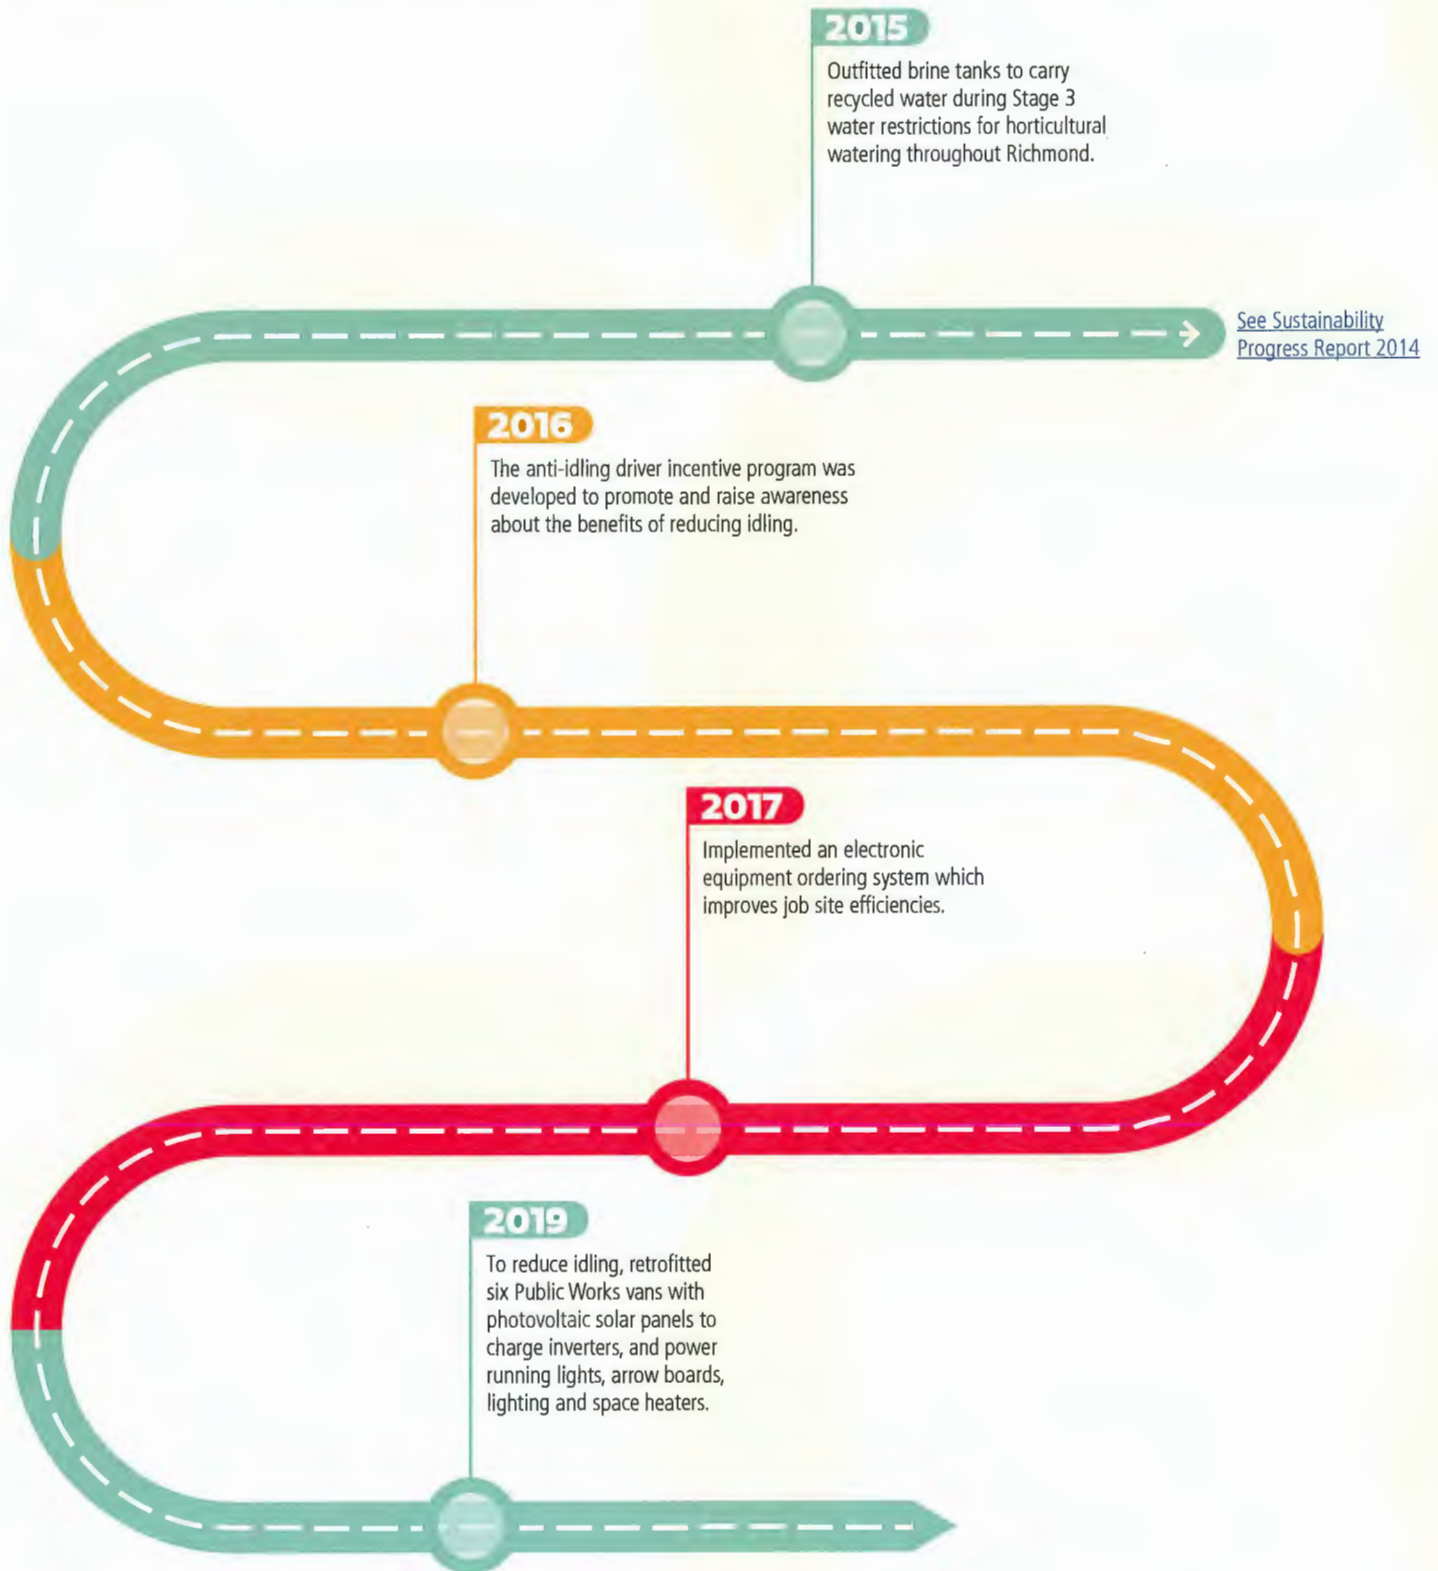 2015
Outfitted brine tanks to carry
recycled water during Stage 3
water restrictions for horticultural
watering throughout Richmond.
See Sustainability
Progress Report 2014
2016
The anti-idling driver incentive program was
developed to promote and raise awareness
about the benefits of reducing idling.
2017
Implemented an electronic
equipment ordering system which
improves job site efficiencies.
2019
To reduce idling, retrofitted
six Public Works vans with
photovoltaic solar panels to
charge inverters, and power
running lights, arrow boards,
lighting and space heaters.